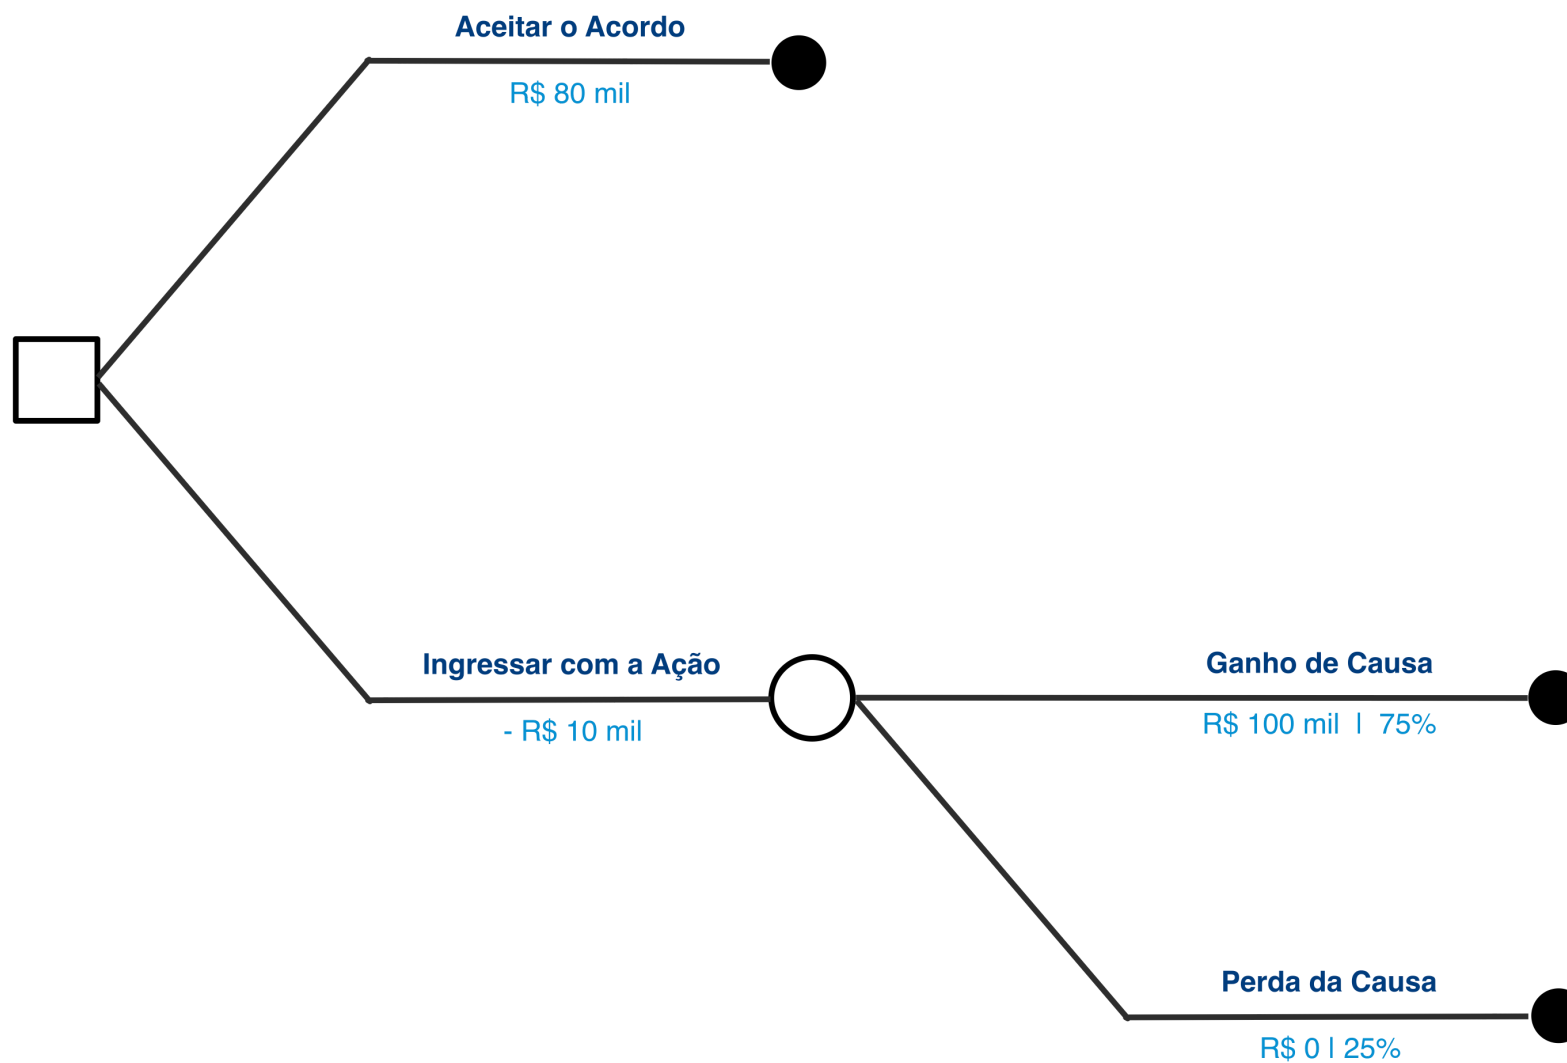 Aceitar o Acordo
R$ 80 mil
Ingressar com a Ação
- R$ 10 mil
Ganho de Causa
R$ 100 mil | 75%
Perda da Causa
R$ 0 | 25%